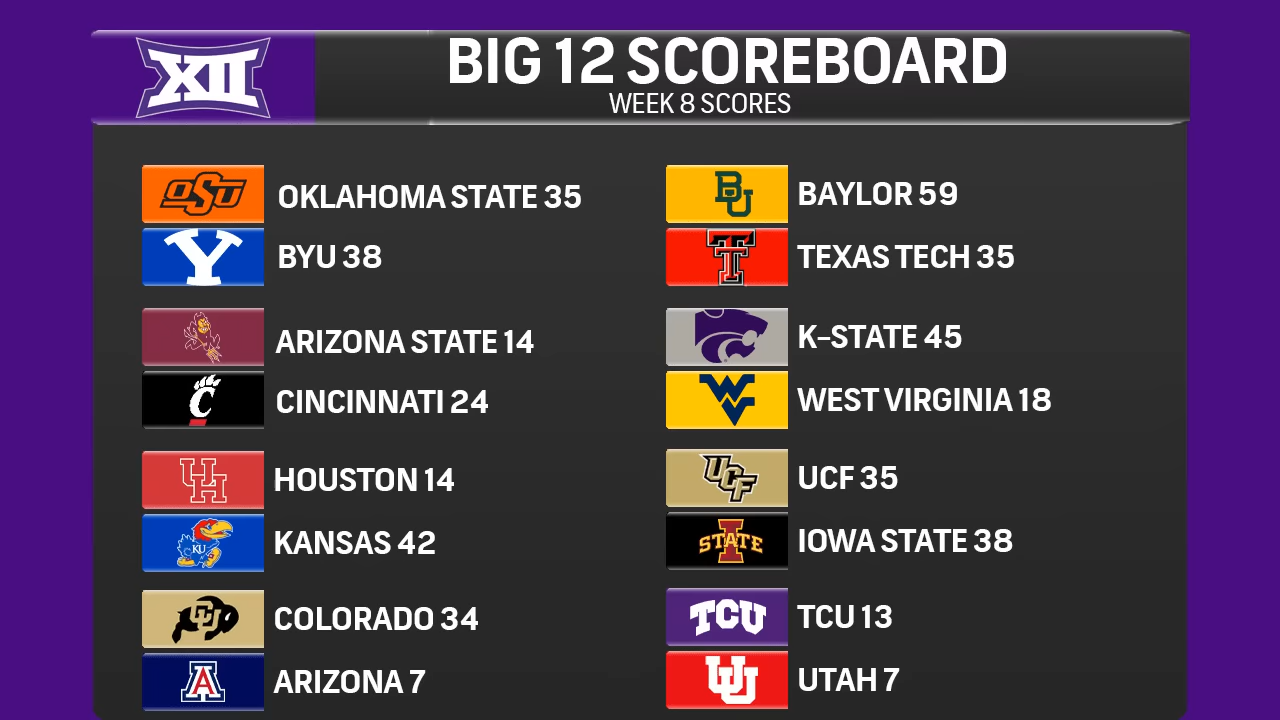 XII
BIG 12 SCOREBOARD
WEEK 8 SCORES
OSU
OKLAHOMA STATE 35
Y
BYU 38
ARIZONA STATE 14
C
CINCINNATI 24
UH
HOUSTON 14
KU
KANSAS 42
CU
COLORADO 34
A
ARIZONA 7
BU
BAYLOR 59
TT
TEXAS TECH 35
K-STATE 45
WV
WEST VIRGINIA 18
UCF
UCF 35
I STATE
IOWA STATE 38
TCU
TCU 13
UU
UTAH 7